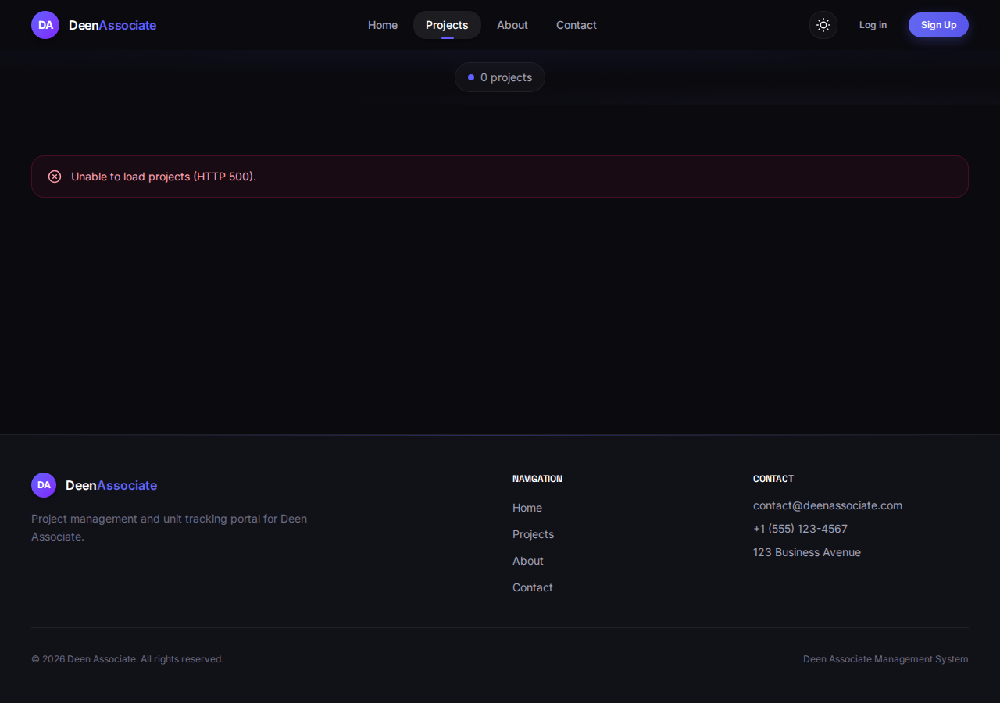 DA DeenAssociate Home Projects About Contact Log in Sign Up
0 projects
Unable to load projects (HTTP 500).
DA DeenAssociate
Project management and unit tracking portal for Deen
Associate.
NAVIGATION
Home
Projects
About
Contact
CONTACT
contact@deenassociate.com
+1 (555) 123-4567
123 Business Avenue
© 2026 Deen Associate. All rights reserved.
Deen Associate Management System